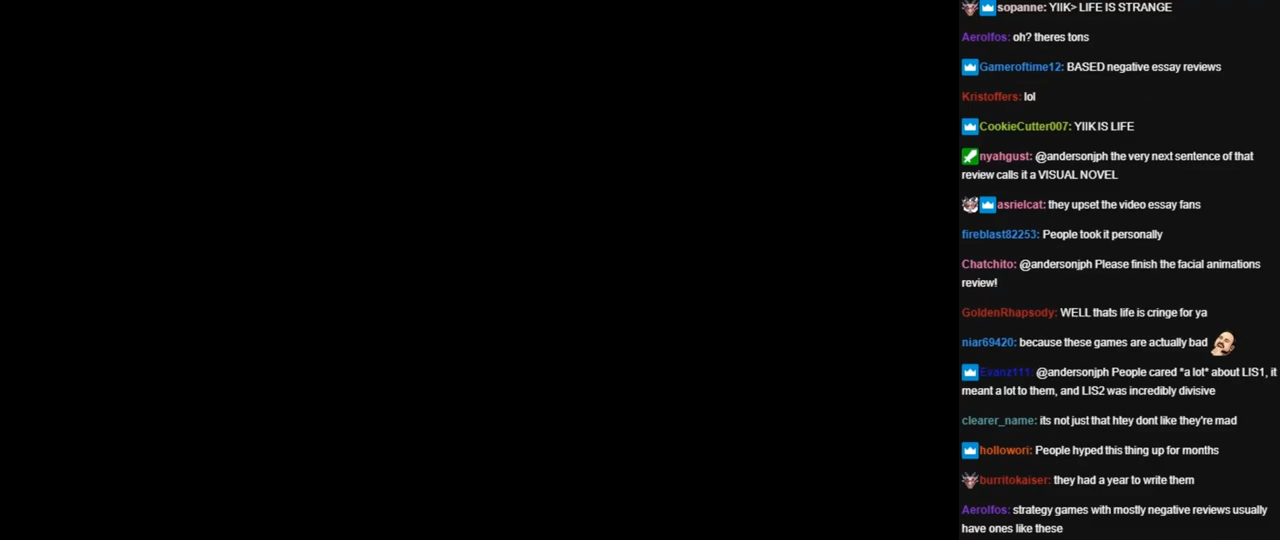 sopanne: YIIK> LIFE IS STRANGE
Aerolfos: oh? theres tons
Gameroftime12: BASED negative essay reviews
Kristoffers: lol
CookieCutter007: YIIK IS LIFE
nyahgust: @andersonjph the very next sentence of that
review calls it a VISUAL NOVEL
asrielcat: they upset the video essay fans
fireblast82253: People took it personally
Chatchito: @andersonjph Please finish the facial animations
review!
GoldenRhapsody: WELL thats life is cringe for ya
niar69420: because these games are actually bad
Evanz111: @andersonjph People cared *a lot* about LIS1, it
meant a lot to them, and LIS2 was incredibly divisive
clearer_name: its not just that htey dont like they're mad
hollowori: People hyped this thing up for months
burritokaiser: they had a year to write them
Aerolfos: strategy games with mostly negative reviews usually
have ones like these